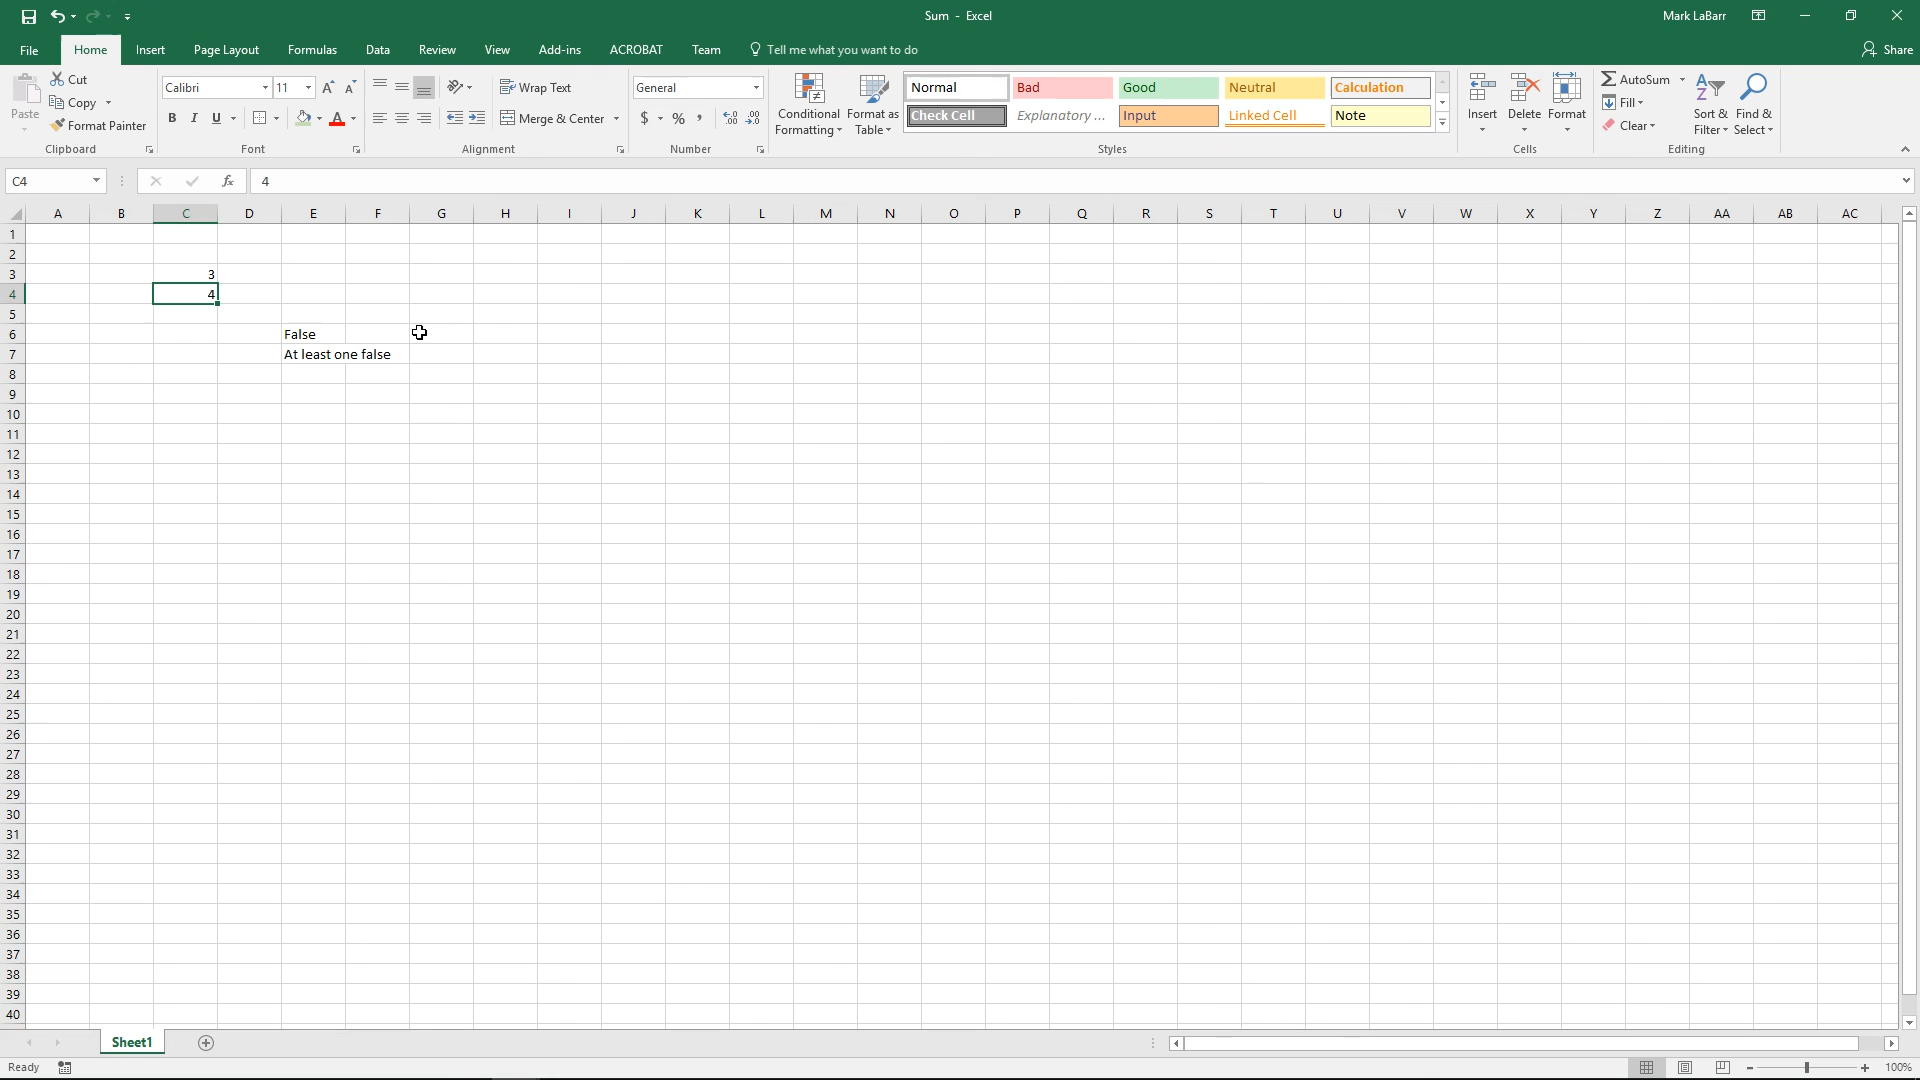 Sum - Excel
Mark LaBarr
File Home Insert Page Layout Formulas Data Review View Add-ins ACROBAT Team Tell me what you want to do Share
Paste
Cut
Copy
Format Painter
Clipboard
Calibri 11
B I U
Font
Wrap Text
Merge & Center
Alignment
General
$ % ,
Number
Conditional Formatting
Format as Table
Normal Bad Good Neutral Calculation
Check Cell Explanatory ... Input Linked Cell Note
Styles
Insert Delete Format
Cells
AutoSum
Fill
Clear
Sort & Filter
Find & Select
Editing
C4 fx 4
A B C D E F G H I J K L M N O P Q R S T U V W X Y Z AA AB AC
1
2
3 3
4 4
5
6 False
7 At least one false
8
9
10
11
12
13
14
15
16
17
18
19
20
21
22
23
24
25
26
27
28
29
30
31
32
33
34
35
36
37
38
39
40
Sheet1
Ready 100%